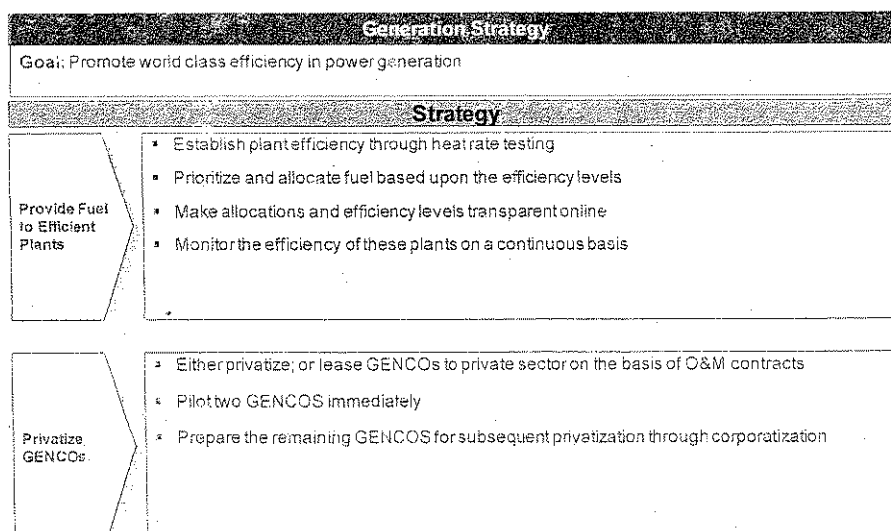 Generation Strategy
Goal: Promote world class efficiency in power generation
Strategy
Provide Fuel
to Efficient
Plants
▪ Establish plant efficiency through heat rate testing
▪ Prioritize and allocate fuel based upon the efficiency levels
▪ Make allocations and efficiency levels transparent online
▪ Monitor the efficiency of these plants on a continuous basis
▪
Privatize
GENCOs
▪ Either privatize; or lease GENCOs to private sector on the basis of O&M contracts
▪ Pilot two GENCOS immediately
▪ Prepare the remaining GENCOS for subsequent privatization through corporatization